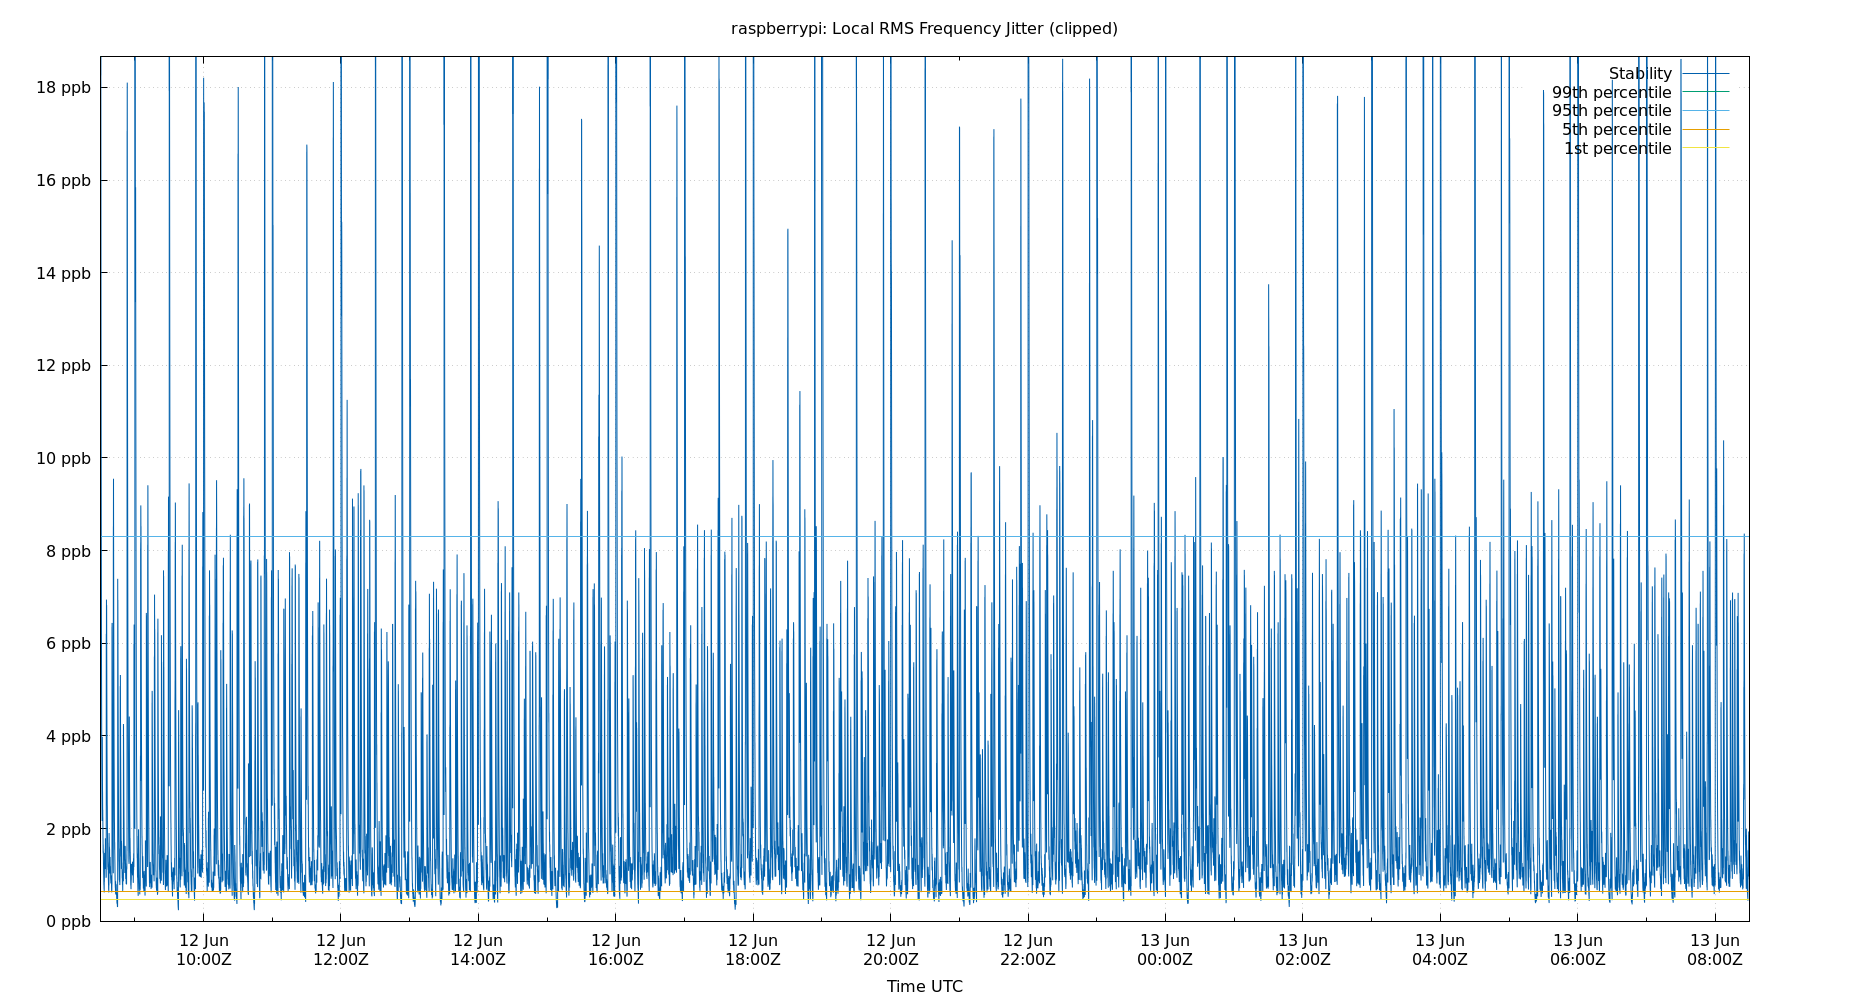 raspberrypi: Local RMS Frequency Jitter (clipped)
Stability
99th percentile
95th percentile
5th percentile
1st percentile
18 ppb
16 ppb
14 ppb
12 ppb
10 ppb
8 ppb
6 ppb
4 ppb
2 ppb
0 ppb
12 Jun 12 Jun 12 Jun 12 Jun 12 Jun 12 Jun 12 Jun 13 Jun 13 Jun 13 Jun 13 Jun 13 Jun
10:00Z 12:00Z 14:00Z 16:00Z 18:00Z 20:00Z 22:00Z 00:00Z 02:00Z 04:00Z 06:00Z 08:00Z
Time UTC